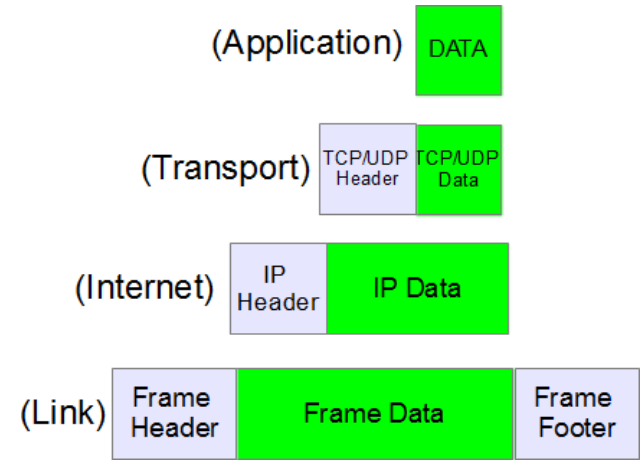 (Application) DATA
(Transport) TCP/UDP Header TCP/UDP Data
(Internet) IP Header IP Data
(Link) Frame Header Frame Data Frame Footer